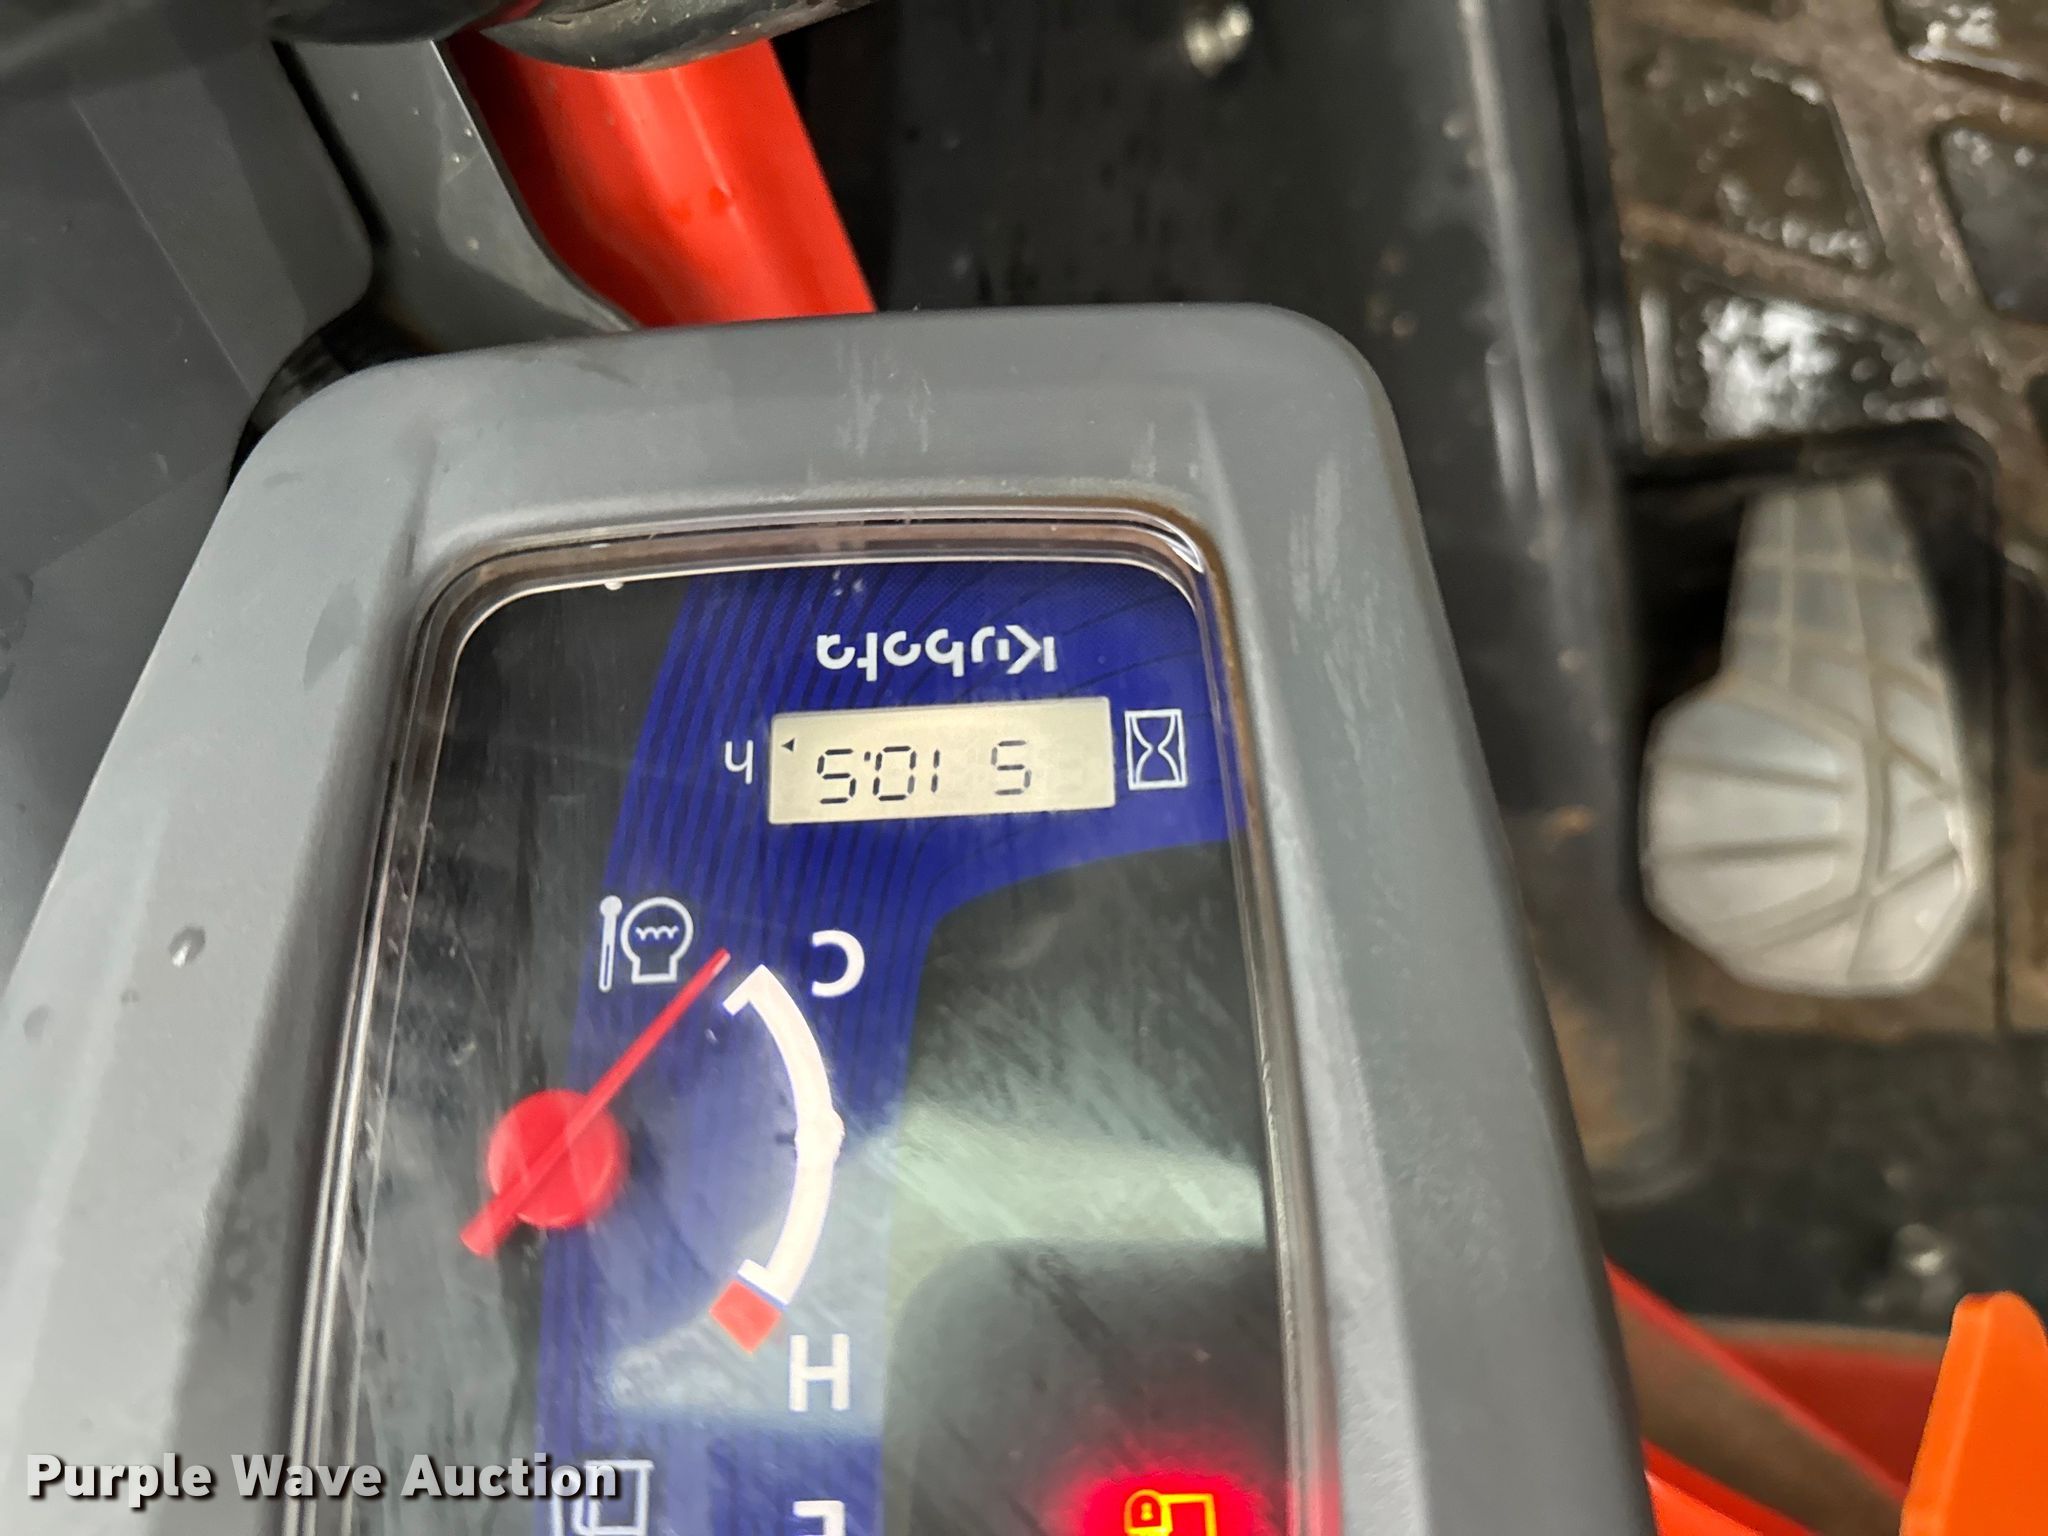 Kubota
510.5 h
C
H
Purple Wave Auction